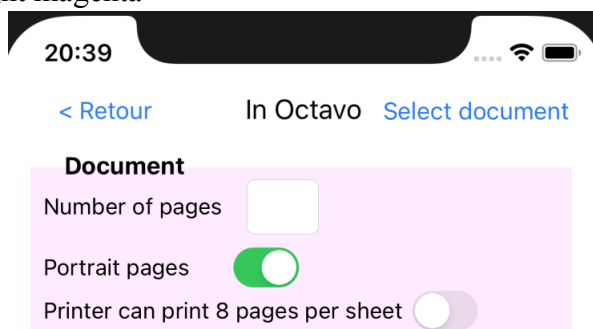 20:39
< Retour In Octavo Select document
Document
Number of pages
Portrait pages
Printer can print 8 pages per sheet